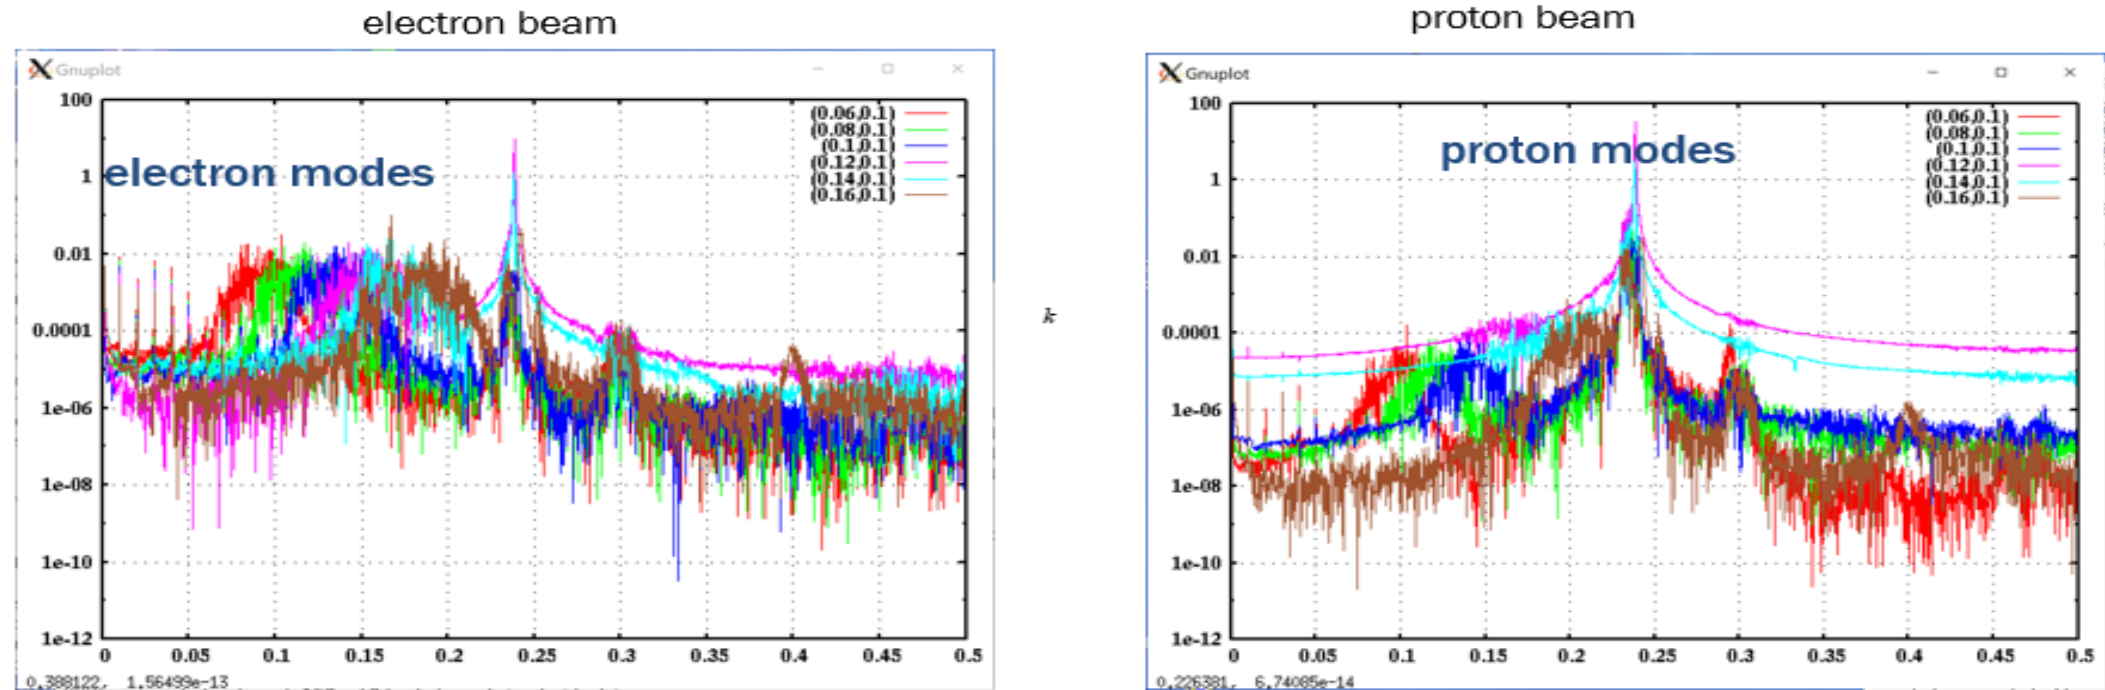 electron beam
Gnuplot
100
1
0.01
0.0001
1e-06
1e-08
1e-10
1e-12
electron modes
(0.06,0.1)
(0.08,0.1)
(0.1,0.1)
(0.12,0.1)
(0.14,0.1)
(0.16,0.1)
0 0.05 0.1 0.15 0.2 0.25 0.3 0.35 0.4 0.45 0.5
0.388122, 1.56499e-13
k
proton beam
Gnuplot
100
1
0.01
0.0001
1e-06
1e-08
1e-10
1e-12
proton modes
(0.06,0.1)
(0.08,0.1)
(0.1,0.1)
(0.12,0.1)
(0.14,0.1)
(0.16,0.1)
0 0.05 0.1 0.15 0.2 0.25 0.3 0.35 0.4 0.45 0.5
0.226381, 6.74085e-14